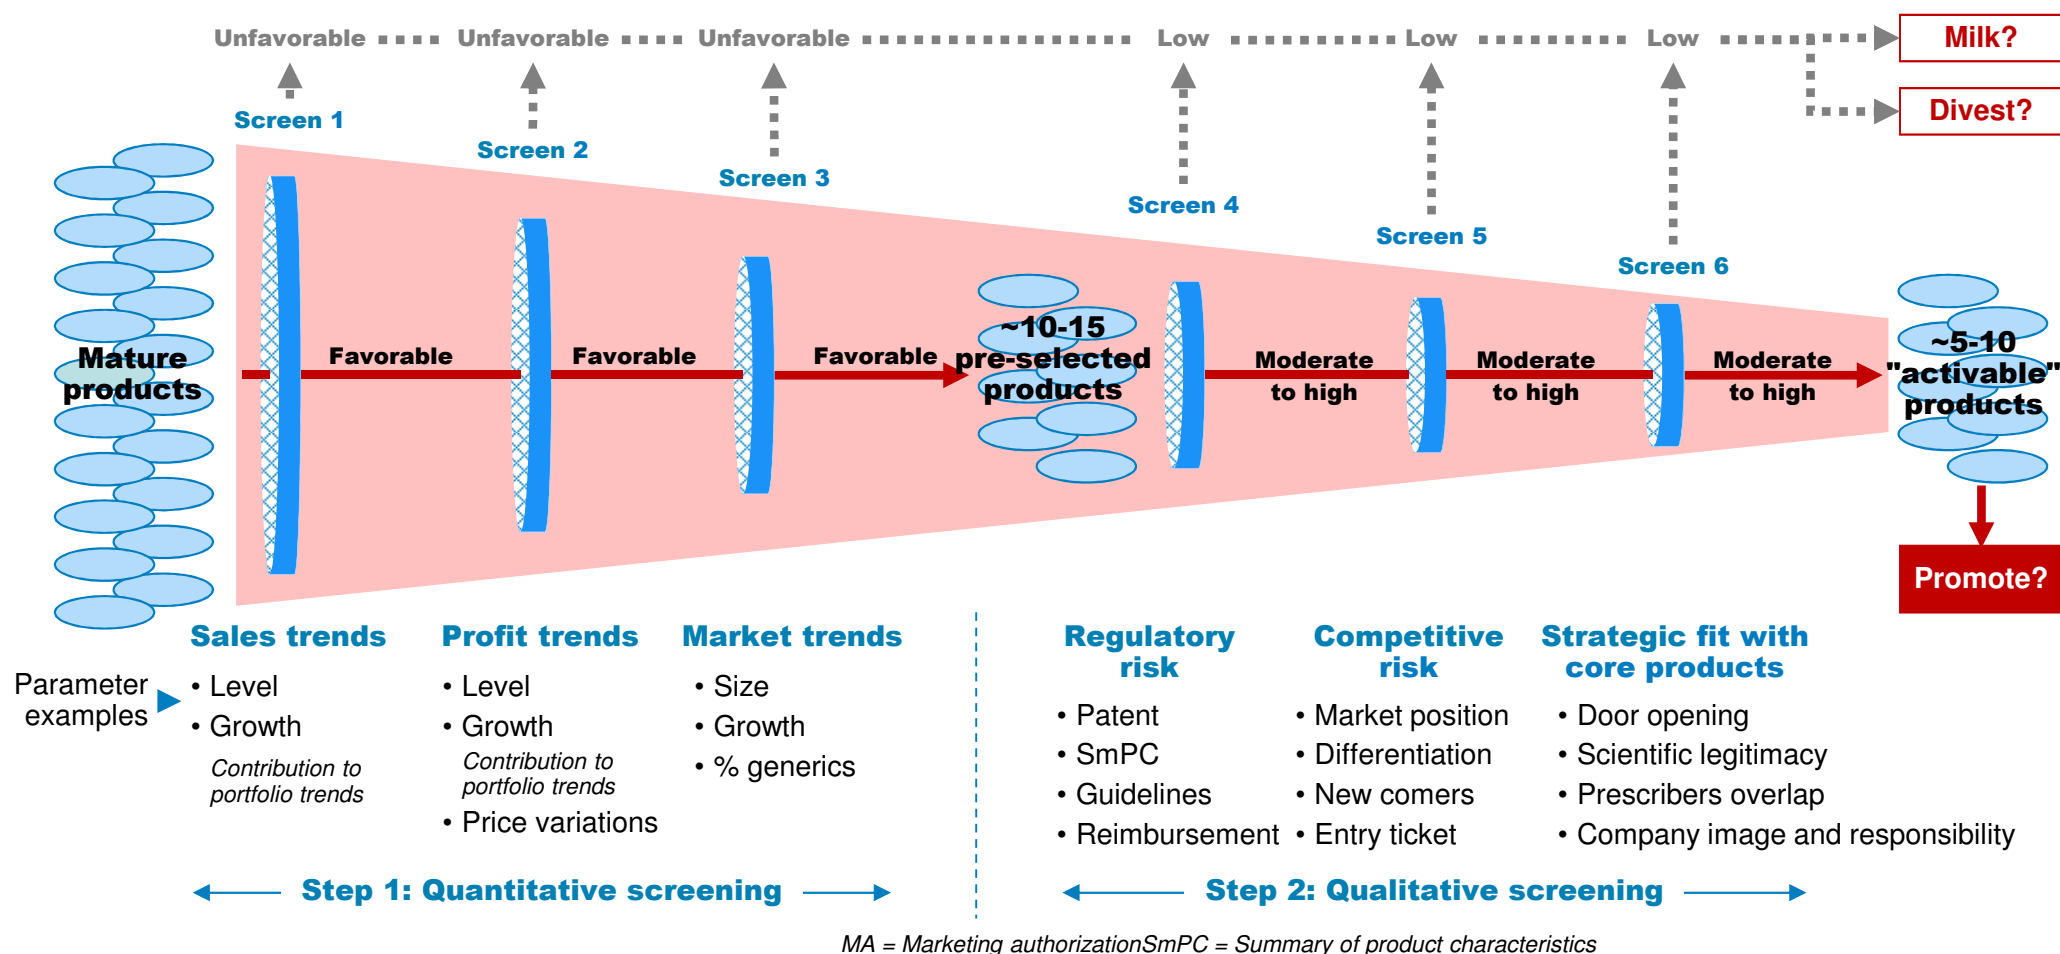 Unfavorable
Unfavorable
Unfavorable
Low
Low
Low
Milk?
Divest?
Screen 1
Screen 2
Screen 3
Screen 4
Screen 5
Screen 6
Mature
products
Favorable
Favorable
Favorable
~10-15
pre-selected
products
Moderate
to high
Moderate
to high
Moderate
to high
~5-10
"activable"
products
Promote?
Parameter
examples
Sales trends
• Level
• Growth
Contribution to
portfolio trends
Profit trends
• Level
• Growth
Contribution to
portfolio trends
• Price variations
Market trends
• Size
• Growth
• % generics
Regulatory
risk
• Patent
• SmPC
• Guidelines
• Reimbursement
Competitive
risk
• Market position
• Differentiation
• New comers
• Entry ticket
Strategic fit with
core products
• Door opening
• Scientific legitimacy
• Prescribers overlap
• Company image and responsibility
Step 1: Quantitative screening
Step 2: Qualitative screening
MA = Marketing authorizationSmPC = Summary of product characteristics